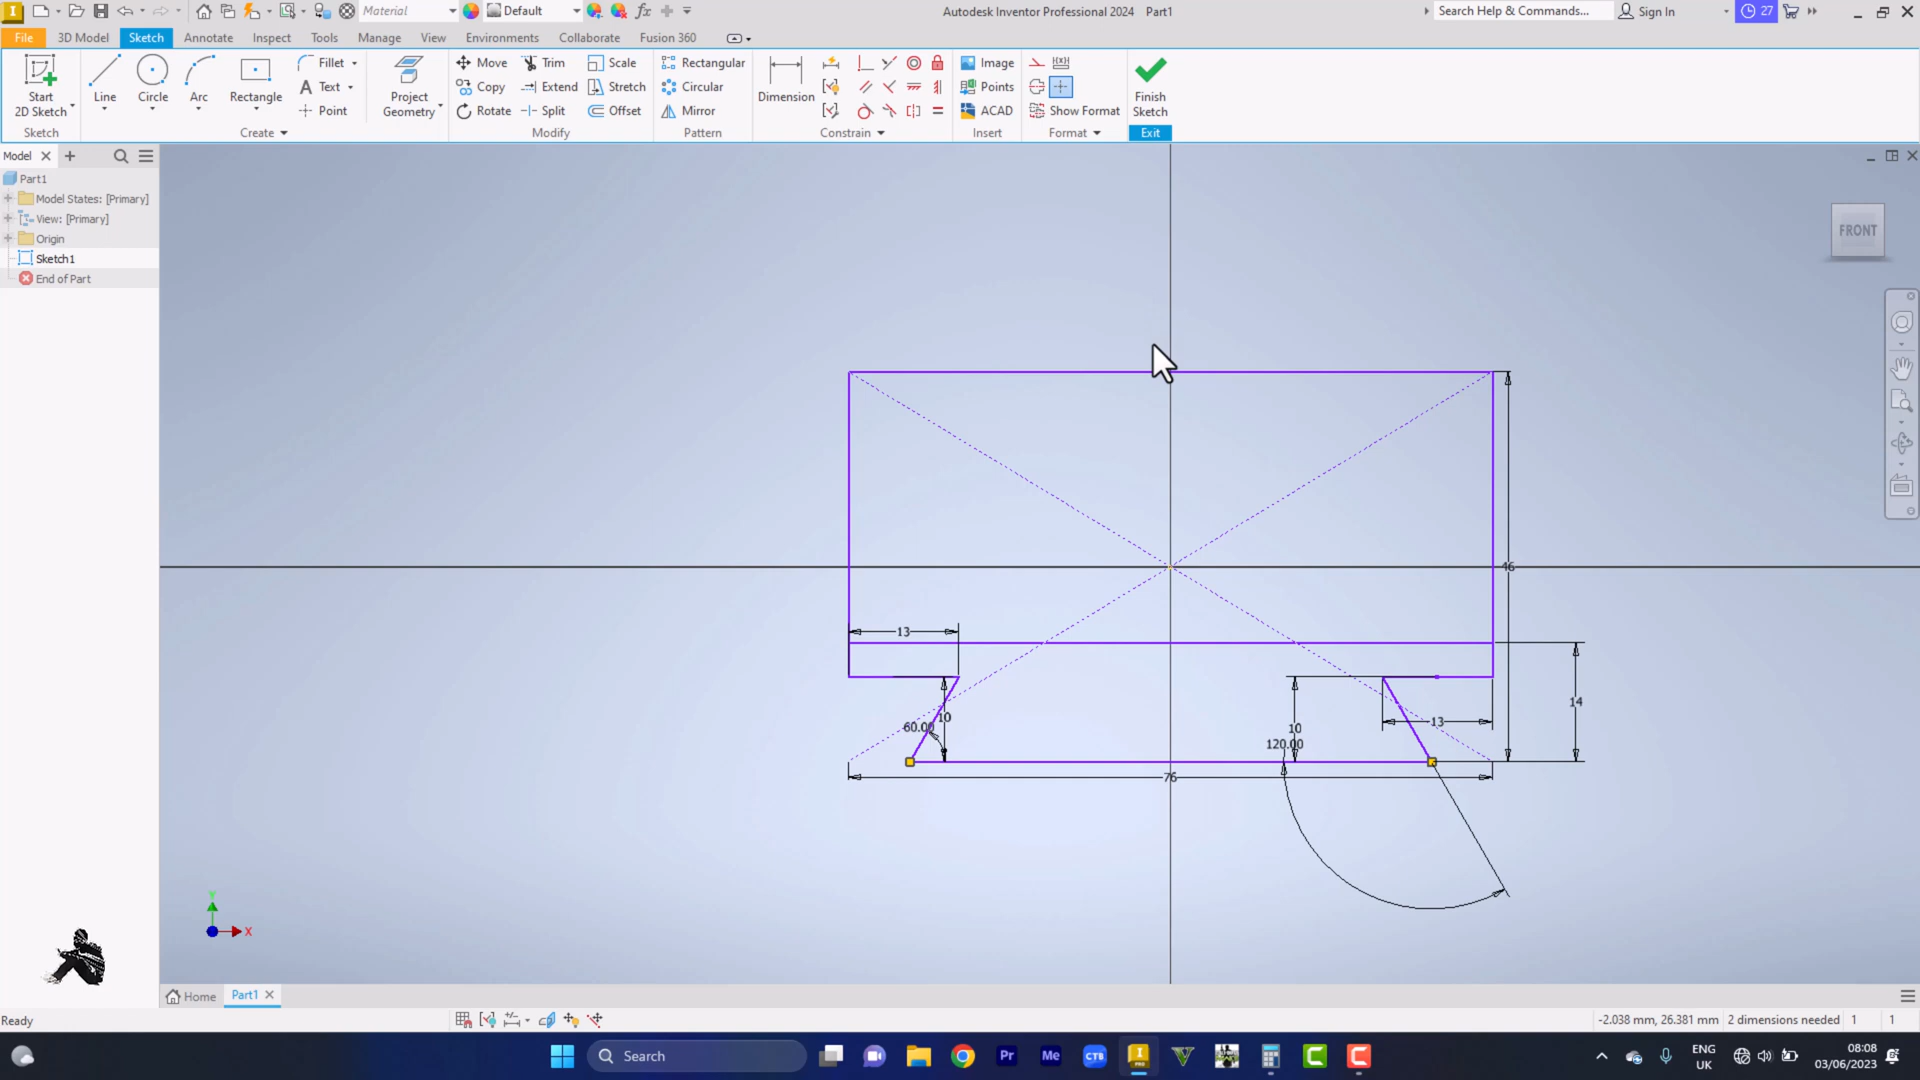 Material
Default
fx
Autodesk Inventor Professional 2024 Part1
Search Help & Commands...
Sign In
27
File 3D Model Sketch Annotate Inspect Tools Manage View Environments Collaborate Fusion 360
Start
2D Sketch
Line
Circle
Arc
Rectangle
Fillet
Text
Point
Project
Geometry
Move
Copy
Rotate
Trim
Extend
Split
Scale
Stretch
Offset
Rectangular
Circular
Mirror
Dimension
Image
Points
ACAD
Show Format
Finish
Sketch
Sketch Create Modify Pattern Constrain Insert Format Exit
Model
Part1
Model States: [Primary]
View: [Primary]
Origin
Sketch1
End of Part
FRONT
46
13
14
10
60.00
13
10
120.00
76
Y
X
Home Part1
Ready
-2.038 mm, 26.381 mm 2 dimensions needed 1 1
Search
Pr
Me
CTB
PRO
ENG
UK
08:08
03/06/2023